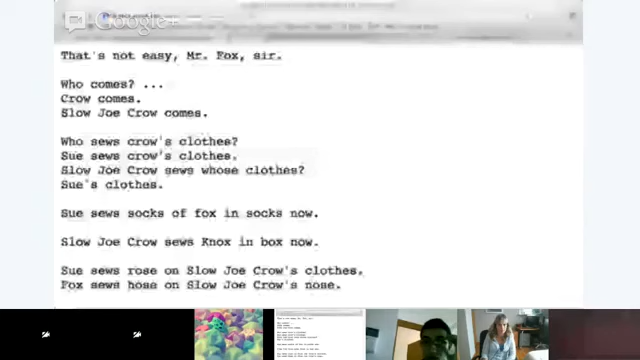 Google+
That's not easy, Mr. Fox, sir.
Who comes? ...
Crow comes.
Slow Joe Crow comes.
Who sews crow's clothes?
Sue sews crow's clothes.
Slow Joe Crow sews whose clothes?
Sue's clothes.
Sue sews socks of fox in socks now.
Slow Joe Crow sews Knox in box now.
Sue sews rose on Slow Joe Crow's clothes.
Fox sews hose on Slow Joe Crow's nose.